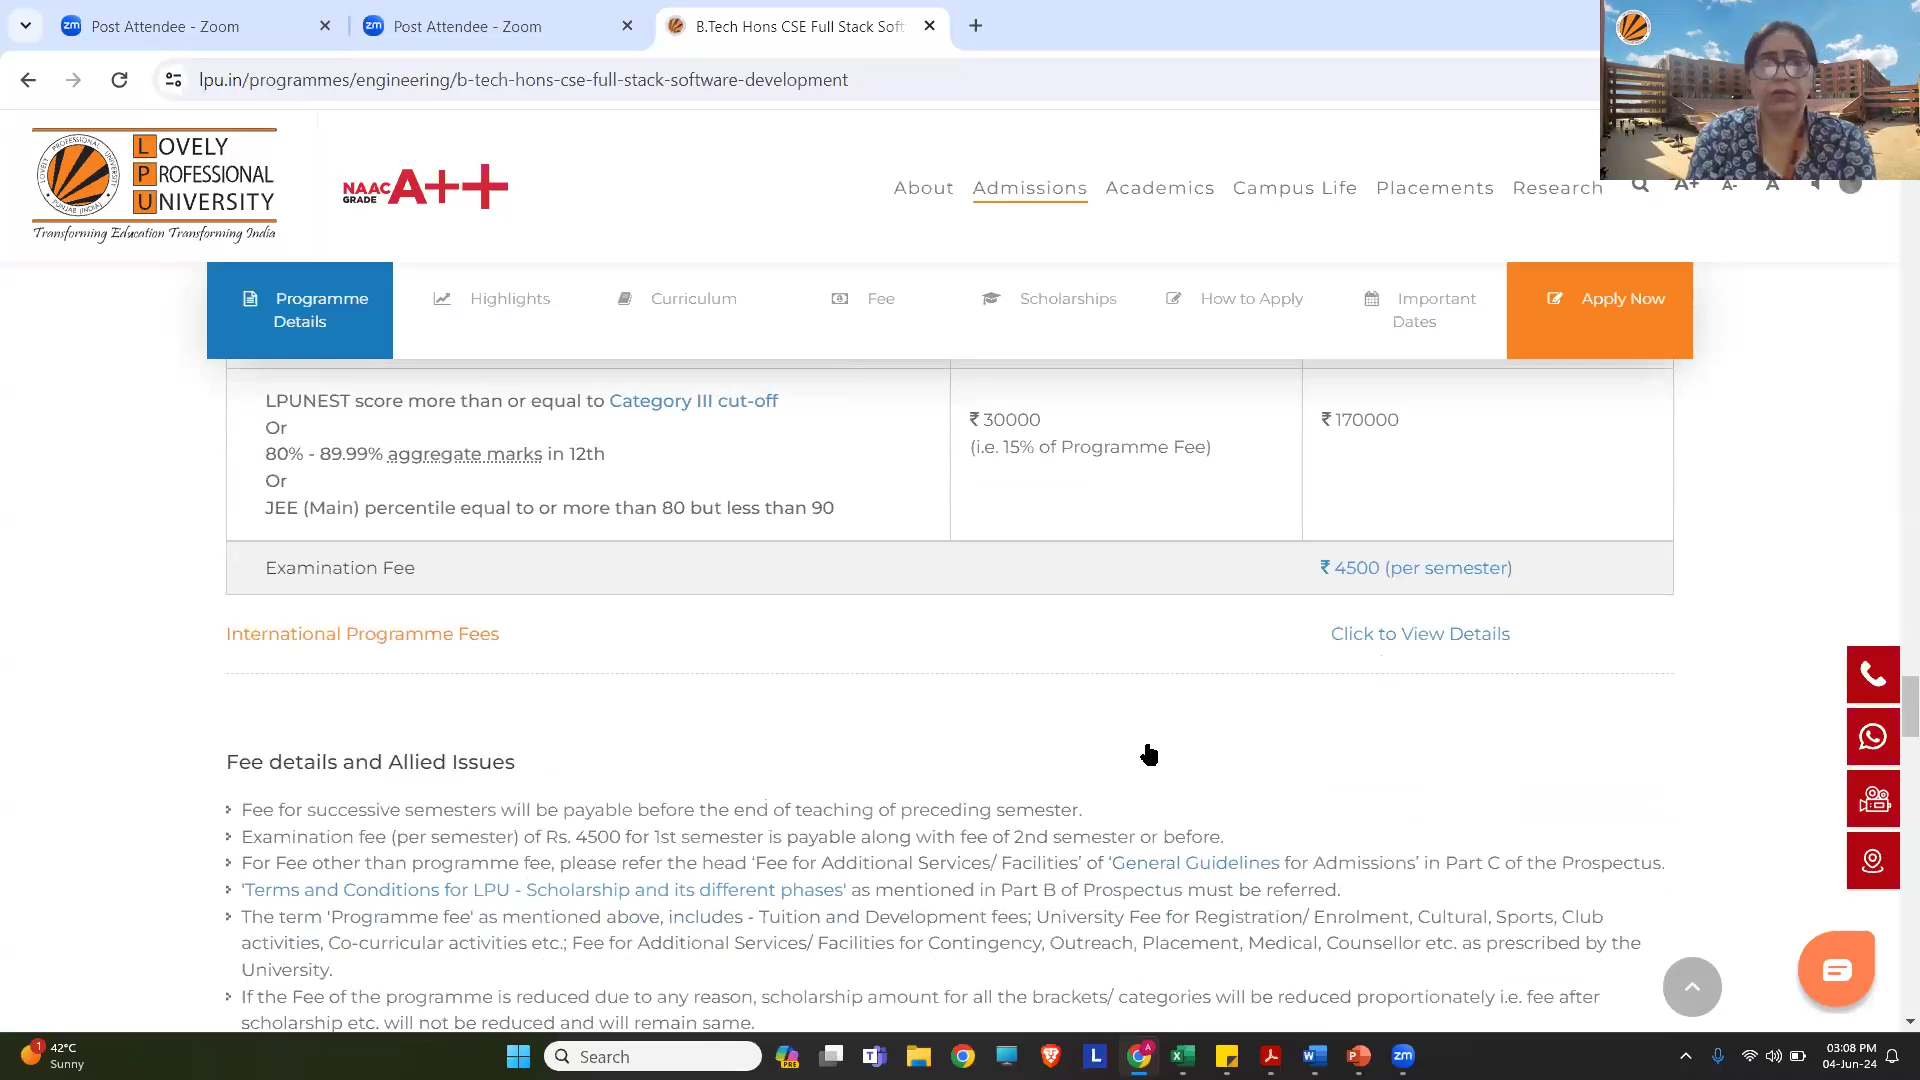 zm Post Attendee - Zoom
zm Post Attendee - Zoom
B.Tech Hons CSE Full Stack Soft
lpu.in/programmes/engineering/b-tech-hons-cse-full-stack-software-development
LOVELY
PROFESSIONAL
UNIVERSITY
Transforming Education Transforming India
NAAC
GRADE
A++
About
Admissions
Academics
Campus Life
Placements
Research
A+
A-
A
Programme
Details
Highlights
Curriculum
Fee
Scholarships
How to Apply
Important
Dates
Apply Now
LPUNEST score more than or equal to Category III cut-off
Or
80% - 89.99% aggregate marks in 12th
Or
JEE (Main) percentile equal to or more than 80 but less than 90
₹ 30000
(i.e. 15% of Programme Fee)
₹ 170000
Examination Fee
₹ 4500 (per semester)
International Programme Fees
Click to View Details
Fee details and Allied Issues
Fee for successive semesters will be payable before the end of teaching of preceding semester.
Examination fee (per semester) of Rs. 4500 for 1st semester is payable along with fee of 2nd semester or before.
For Fee other than programme fee, please refer the head ‘Fee for Additional Services/ Facilities’ of ‘General Guidelines for Admissions’ in Part C of the Prospectus.
'Terms and Conditions for LPU - Scholarship and its different phases' as mentioned in Part B of Prospectus must be referred.
The term 'Programme fee' as mentioned above, includes - Tuition and Development fees; University Fee for Registration/ Enrolment, Cultural, Sports, Club
activities, Co-curricular activities etc.; Fee for Additional Services/ Facilities for Contingency, Outreach, Placement, Medical, Counsellor etc. as prescribed by the
University.
If the Fee of the programme is reduced due to any reason, scholarship amount for all the brackets/ categories will be reduced proportionately i.e. fee after
scholarship etc. will not be reduced and will remain same.
1
42°C
Sunny
Search
PRE
L
A
zm
03:08 PM
04-Jun-24